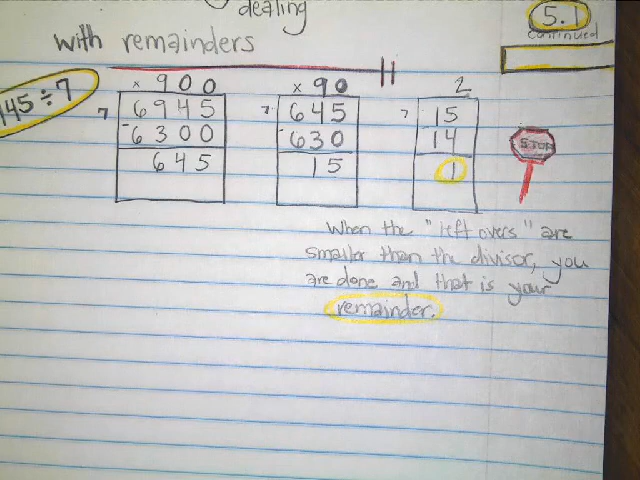 dealing
with remainders
5.1
continued
945 ÷ 7
x 900
7 6945
-6300
645
x 90
7 645
-630
15
2
7 15
14
1
STOP
When the "left overs" are
smaller than the divisor, you
are done and that is your
remainder.